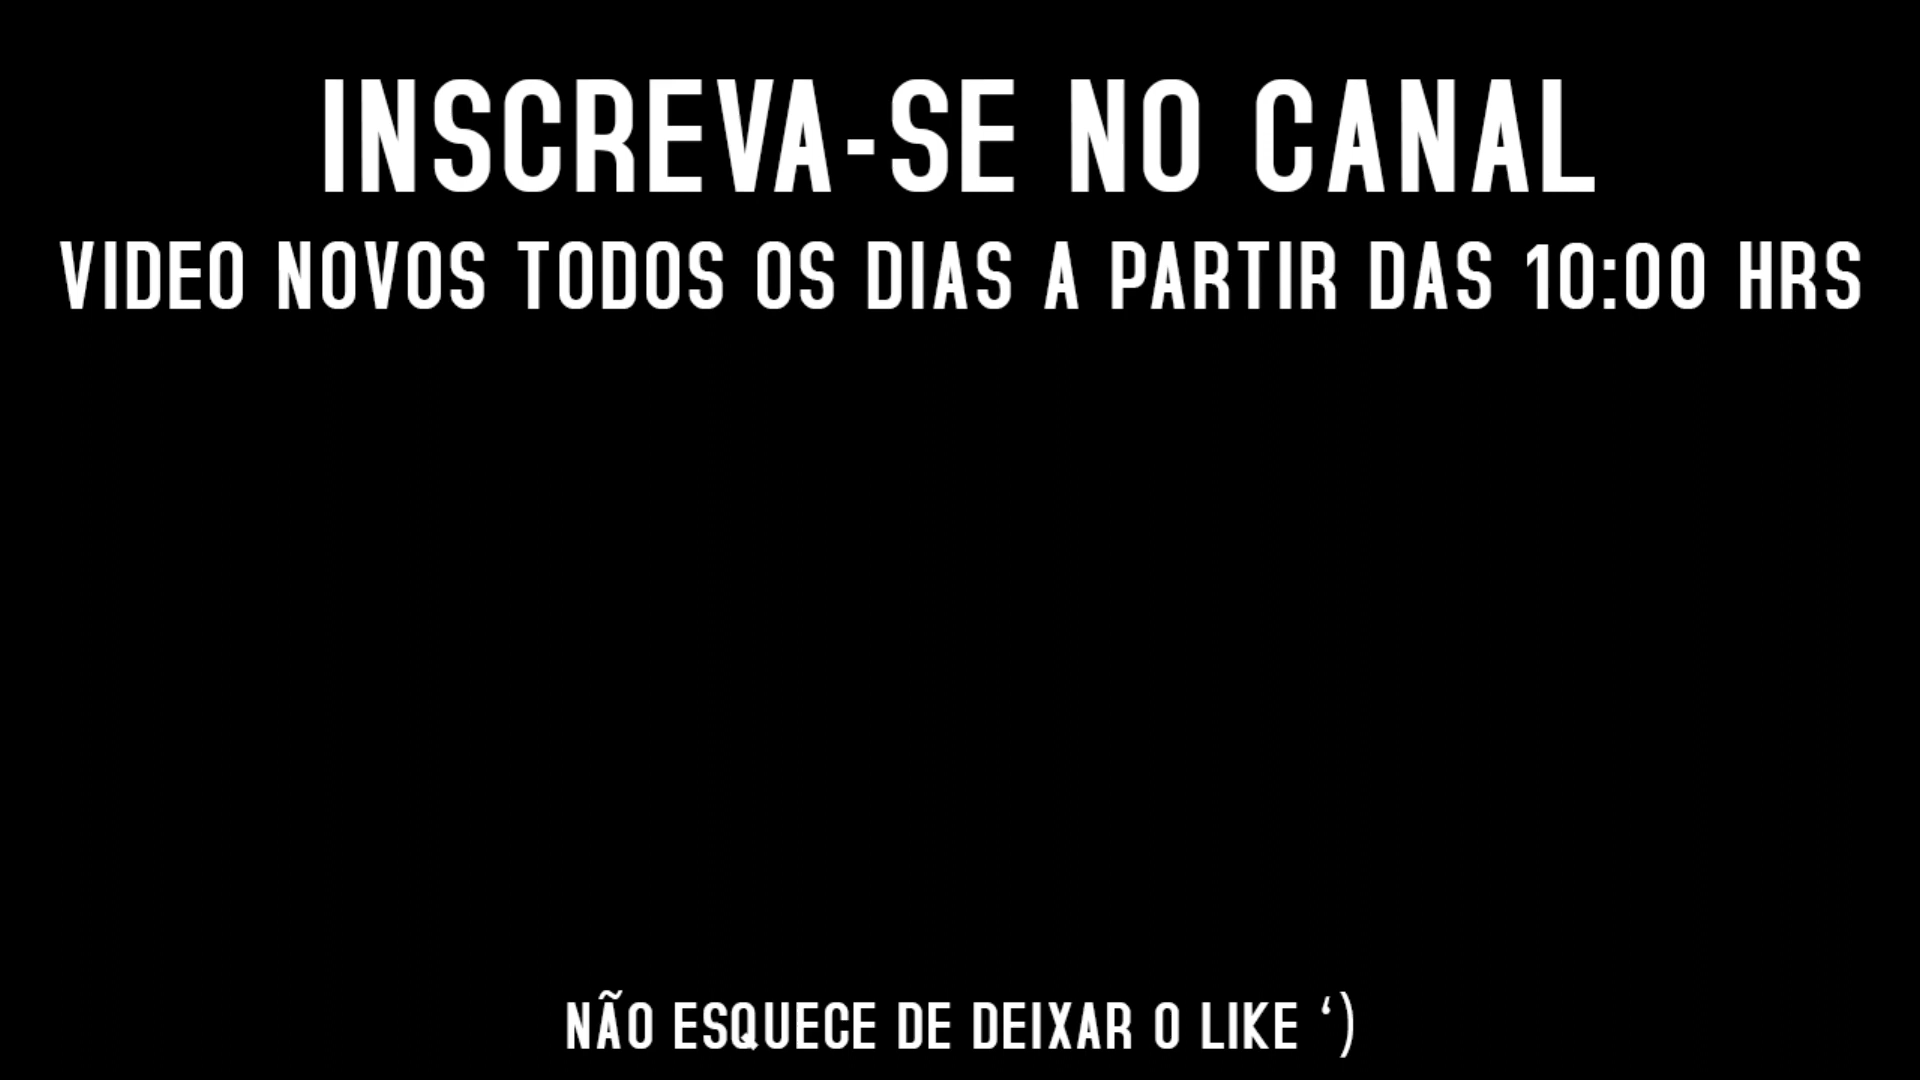 INSCREVA-SE NO CANAL
VIDEO NOVOS TODOS OS DIAS A PARTIR DAS 10:00 HRS
NÃO ESQUECE DE DEIXAR O LIKE ‘)